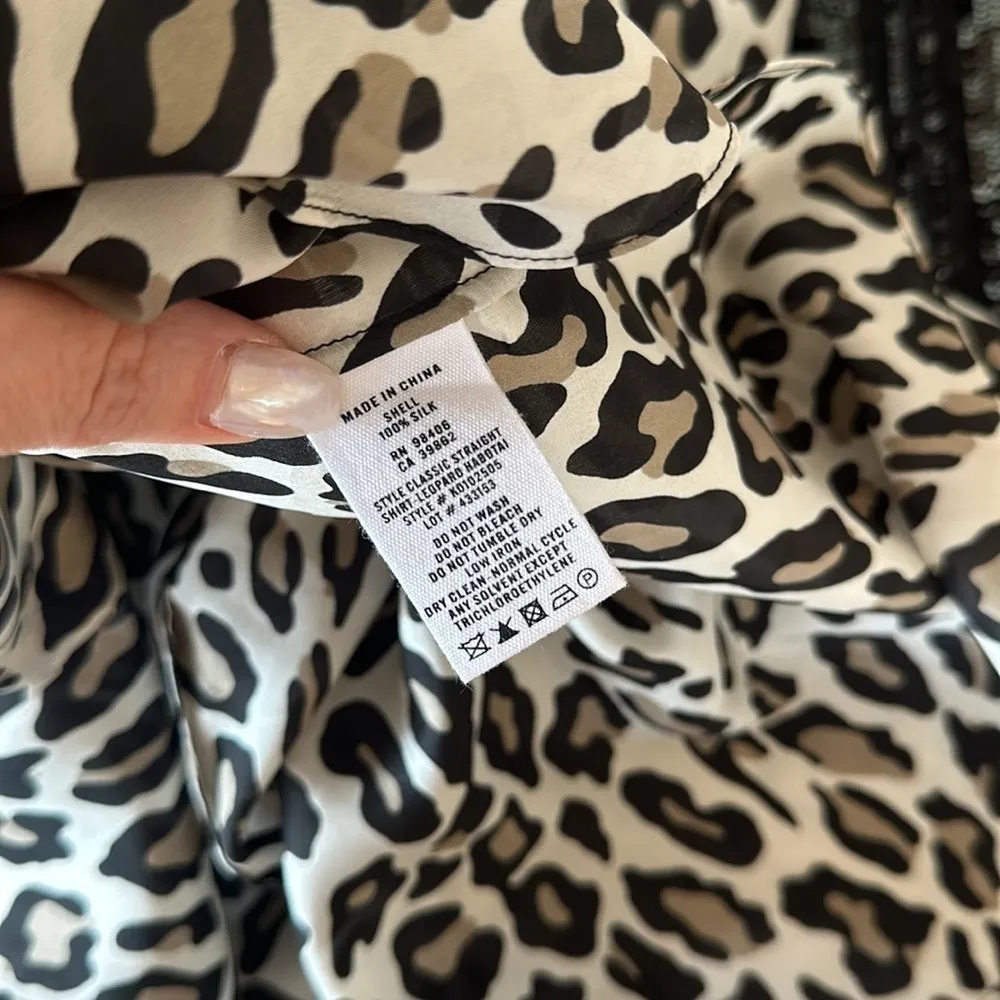 MADE IN CHINA
SHELL
100% SILK
RN 98406
CA 39862
STYLE CLASSIC STRAIGHT
SHIRT-LEOPARD HABOTAI
STYLE # K0102505
LOT # 433153
DO NOT WASH
DO NOT BLEACH
DO NOT TUMBLE DRY
LOW IRON
DRY CLEAN-NORMAL CYCLE
ANY SOLVENT EXCEPT
TRICHLOROETHYLENE
P